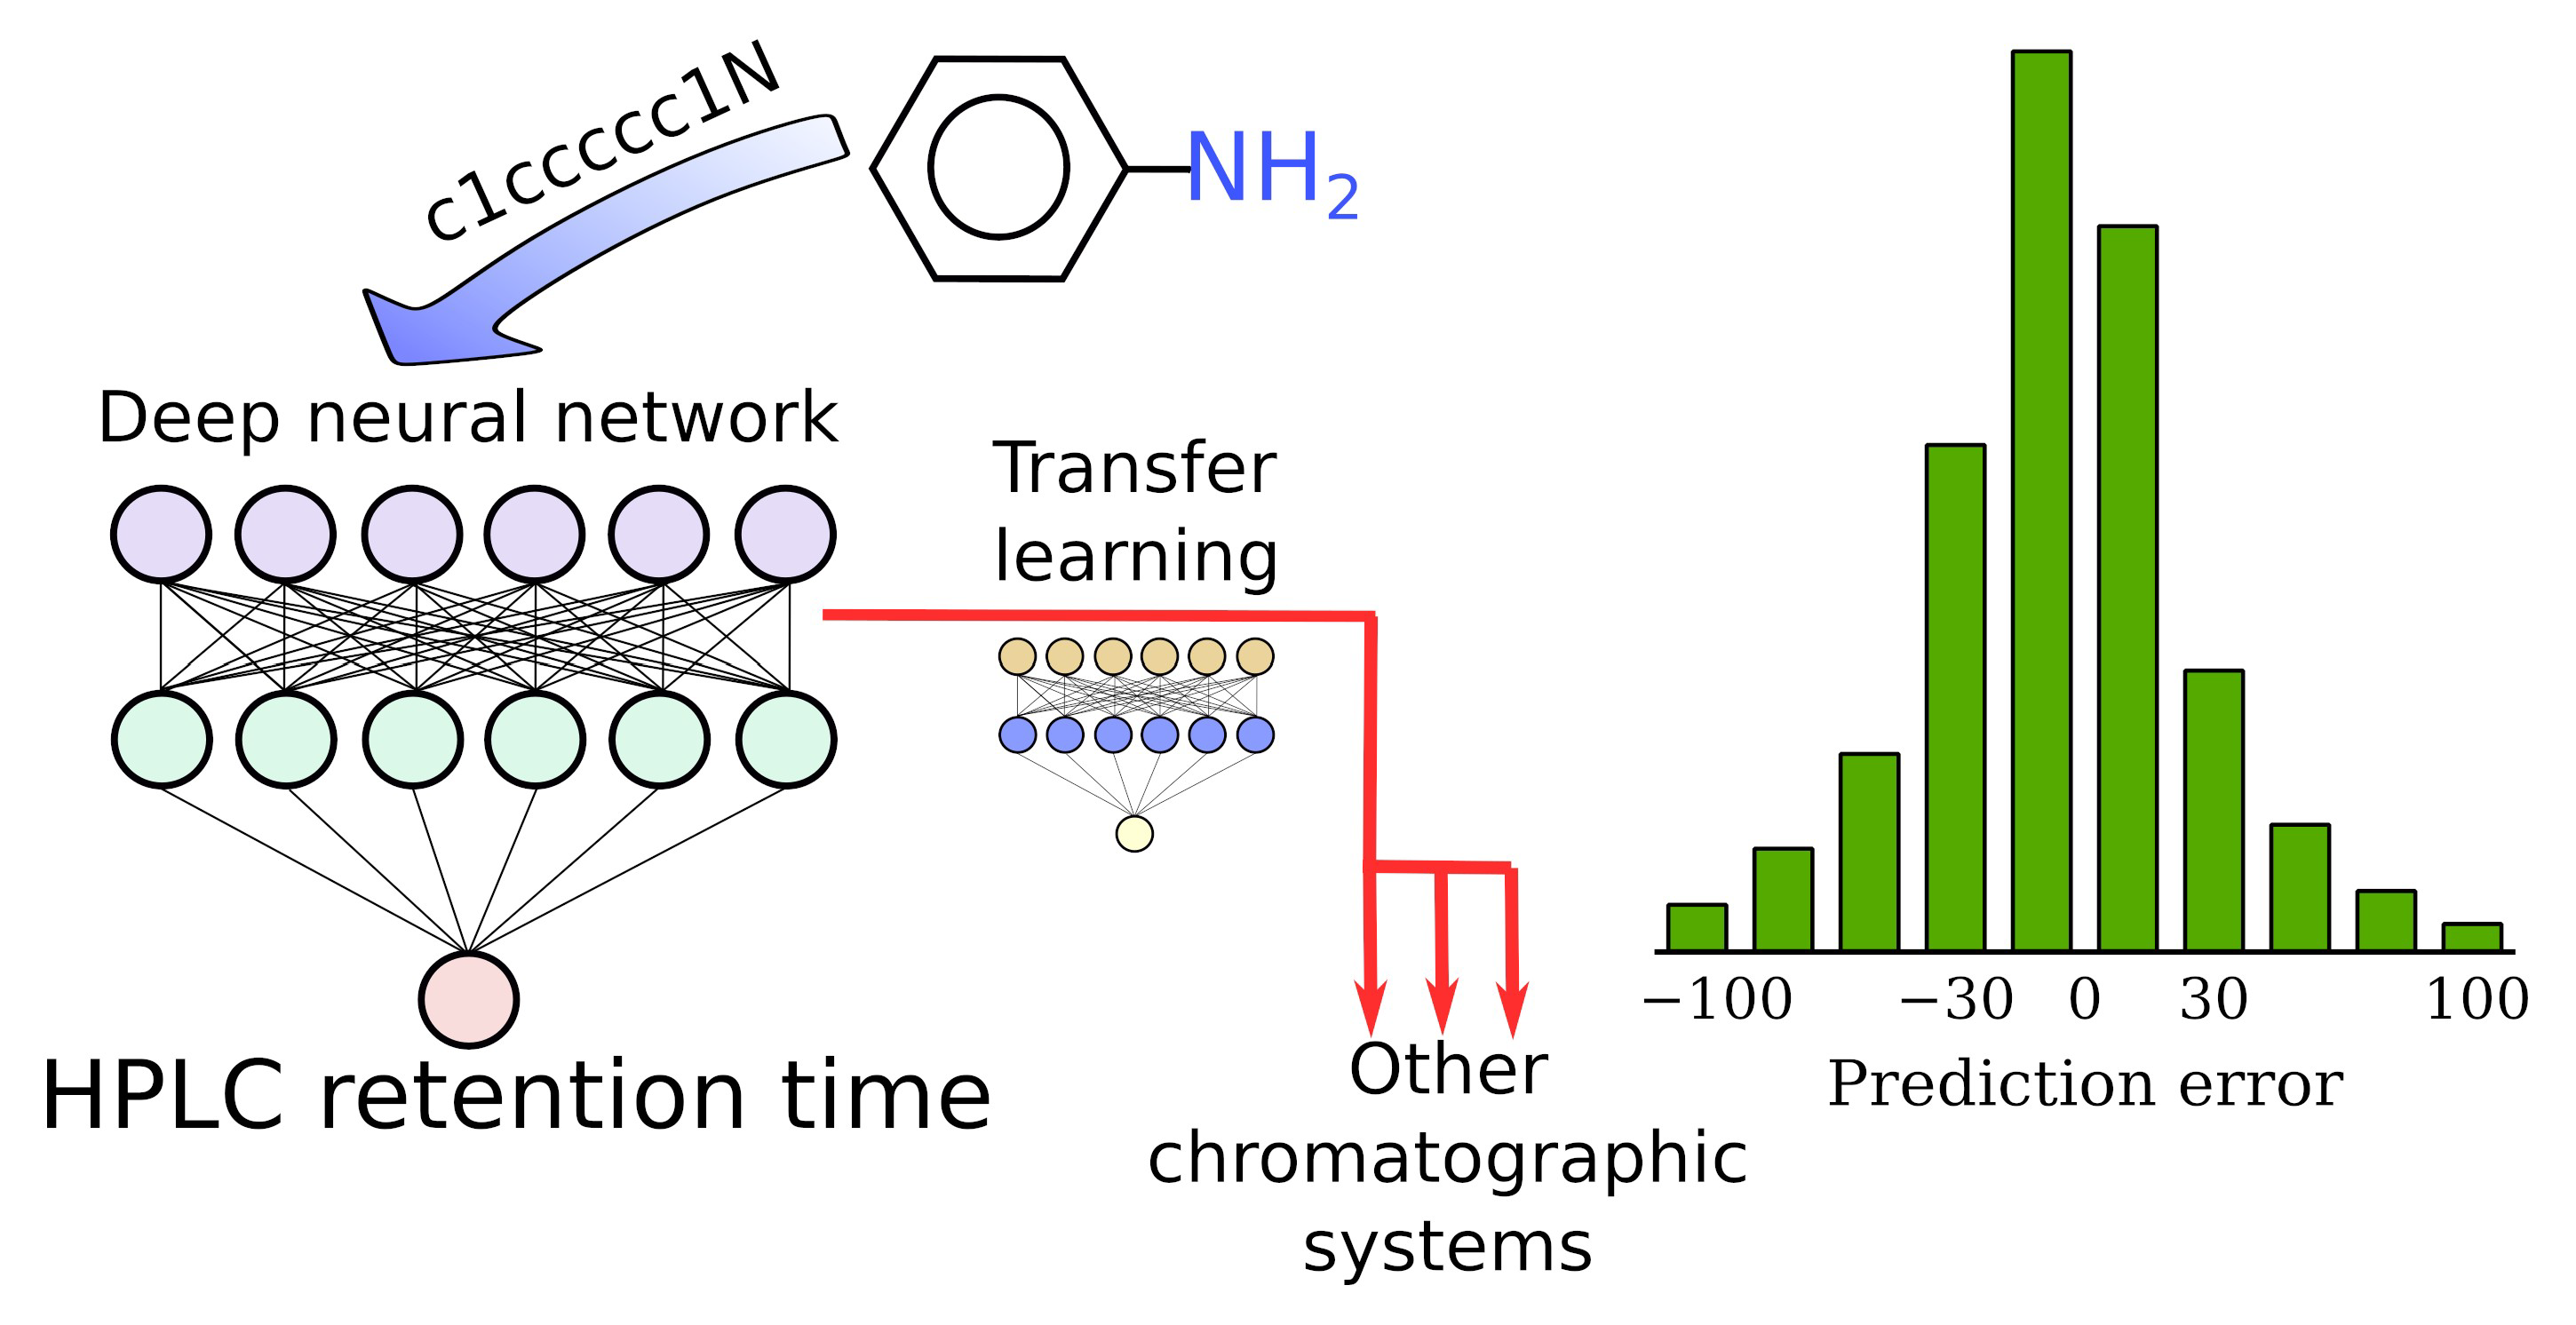 c1ccccc1N
NH2
Deep neural network
Transfer
learning
HPLC retention time
Other
chromatographic
systems
−100 −30 0 30 100
Prediction error